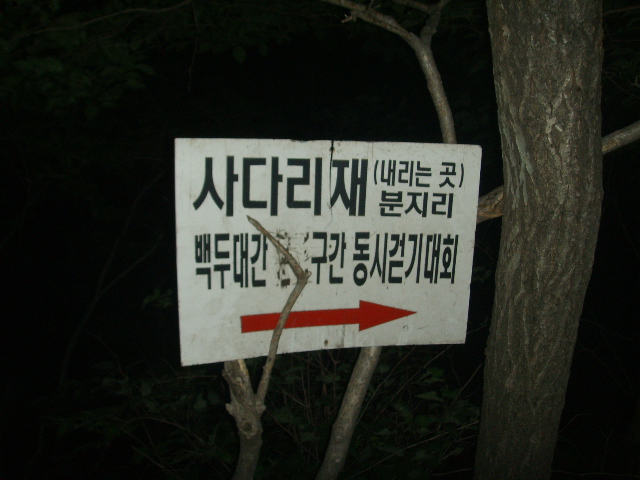 사다리재 (내리는 곳)
분지리
백두대간 구간 동시걷기대회